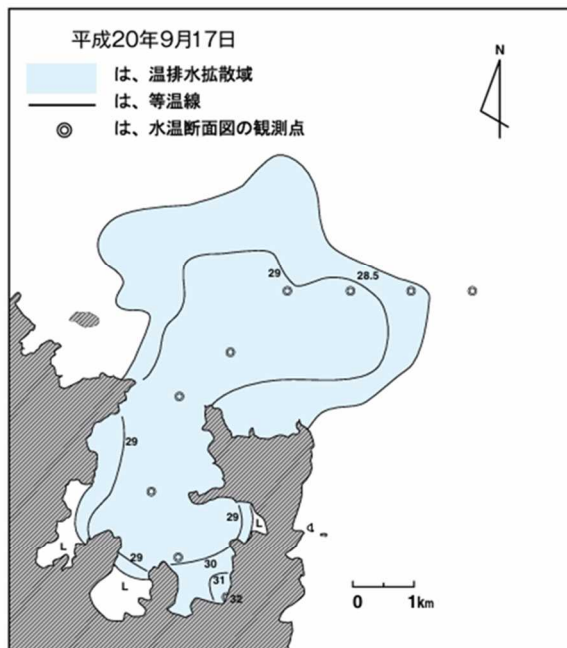 平成20年9月17日
は、温排水拡散域
は、等温線
は、水温断面図の観測点
N
29
28.5
29
29
L
L
29
30
L
31
32
0 1km